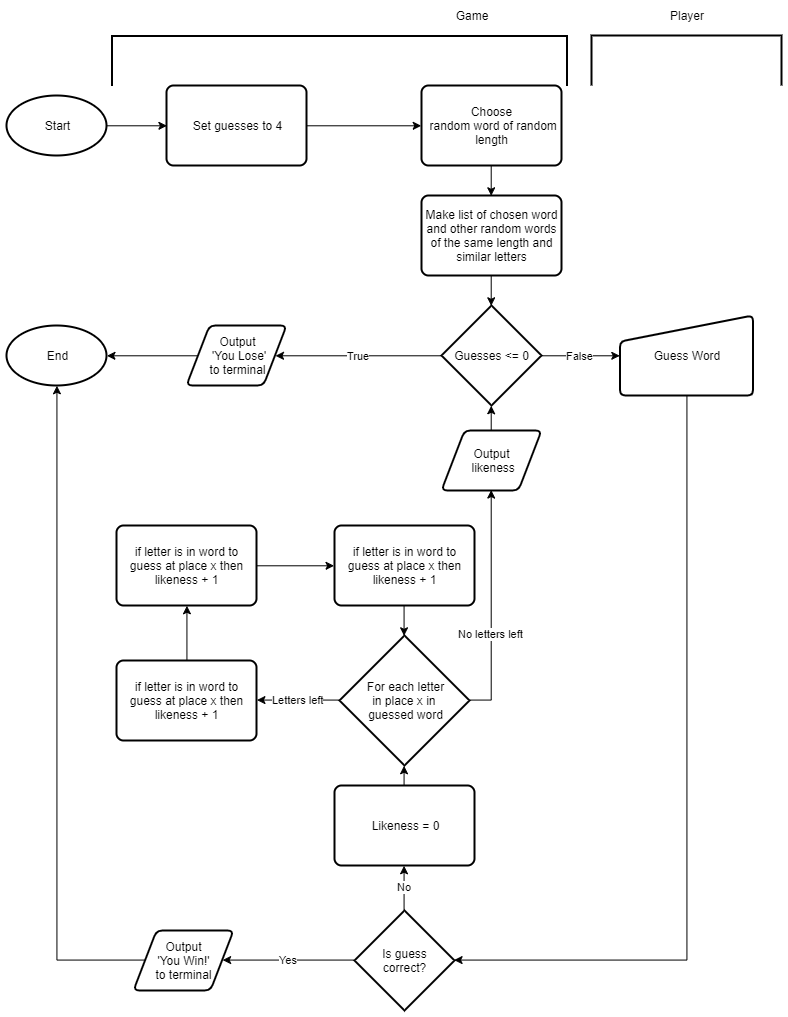 Game
Player
Start
Set guesses to 4
Choose
random word of random
length
Make list of chosen word
and other random words
of the same length and
similar letters
End
Output
'You Lose'
to terminal
True
Guesses <= 0
False
Guess Word
Output
likeness
if letter is in word to
guess at place x then
likeness + 1
if letter is in word to
guess at place x then
likeness + 1
No letters left
if letter is in word to
guess at place x then
likeness + 1
Letters left
For each letter
in place x in
guessed word
Likeness = 0
No
Output
'You Win!'
to terminal
Yes
Is guess
correct?